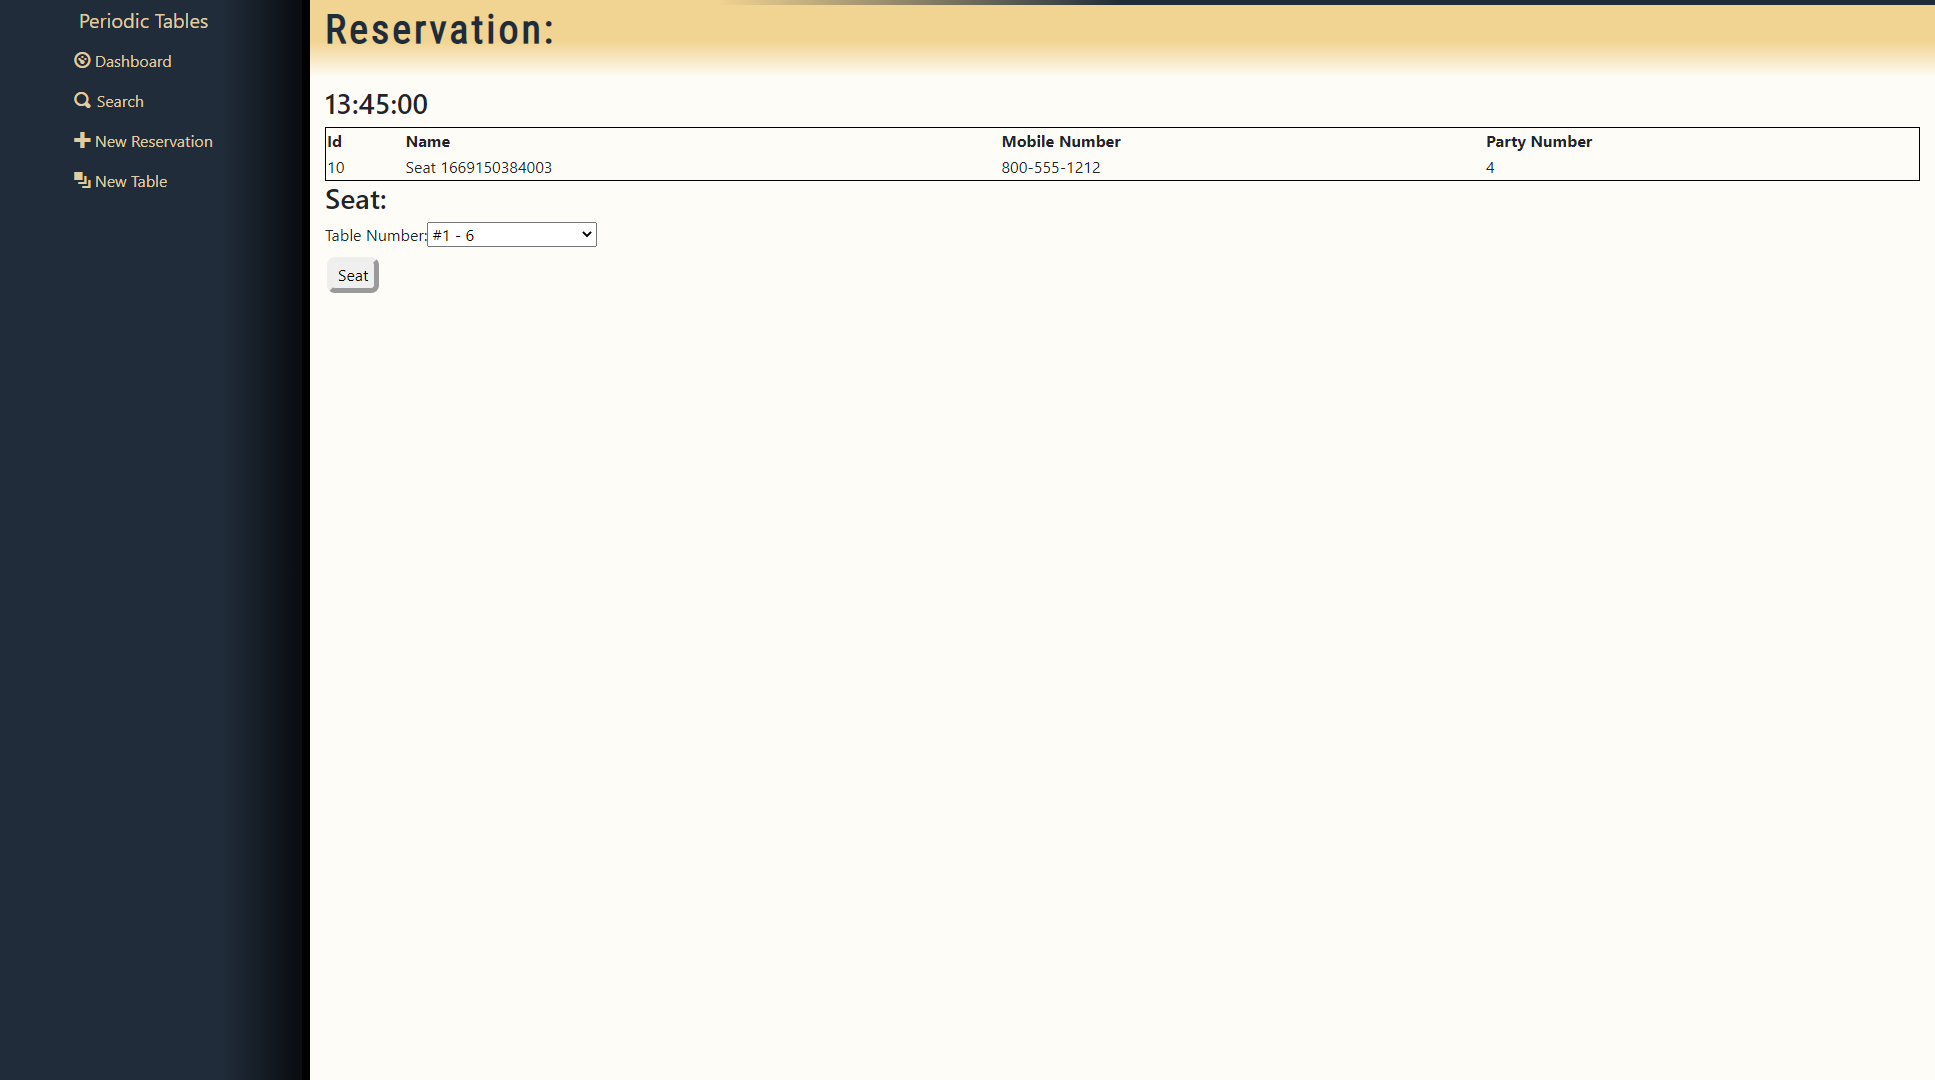 Periodic Tables
Dashboard
Search
New Reservation
New Table
Reservation:
13:45:00
Id Name Mobile Number Party Number
10 Seat 1669150384003 800-555-1212 4
Seat:
Table Number: #1 - 6
Seat